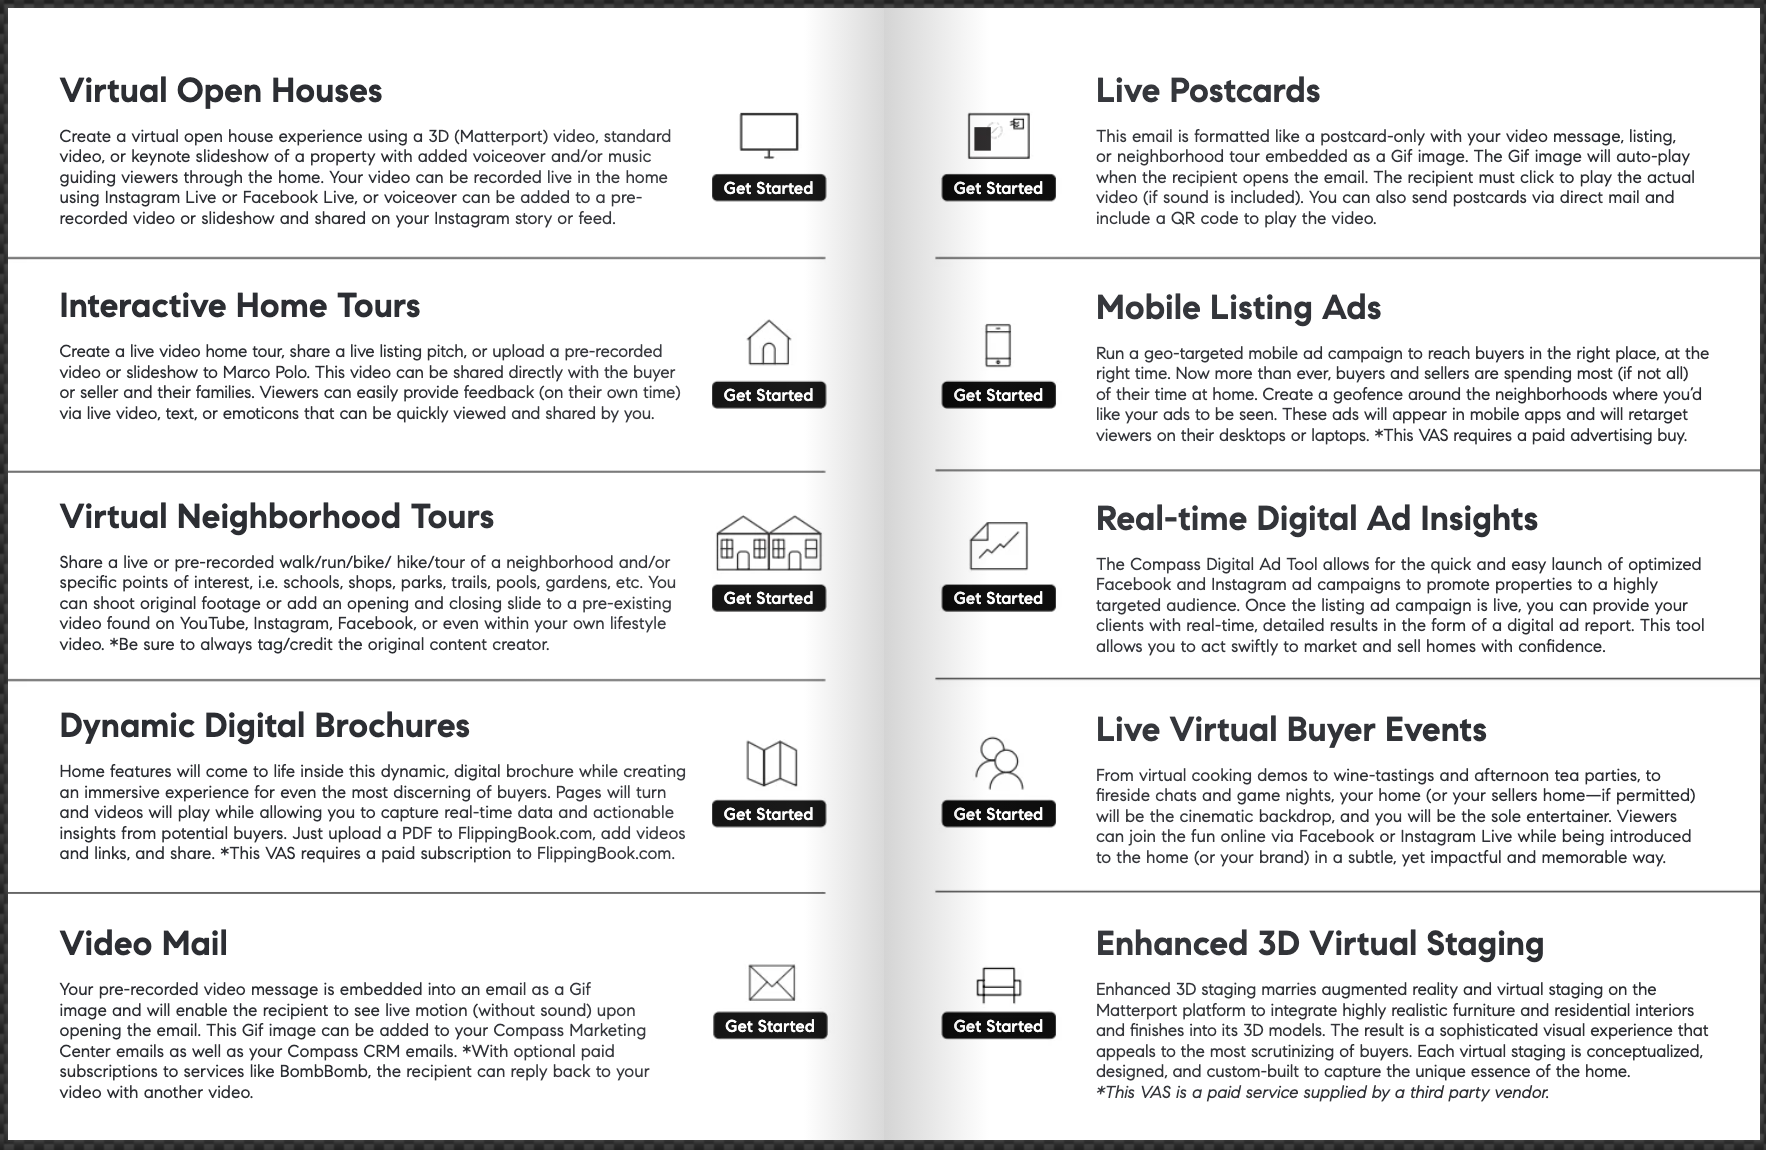 Virtual Open Houses
Create a virtual open house experience using a 3D (Matterport) video, standard
video, or keynote slideshow of a property with added voiceover and/or music
guiding viewers through the home. Your video can be recorded live in the home
using Instagram Live or Facebook Live, or voiceover can be added to a pre-
recorded video or slideshow and shared on your Instagram story or feed.
Get Started
Interactive Home Tours
Create a live video home tour, share a live listing pitch, or upload a pre-recorded
video or slideshow to Marco Polo. This video can be shared directly with the buyer
or seller and their families. Viewers can easily provide feedback (on their own time)
via live video, text, or emoticons that can be quickly viewed and shared by you.
Get Started
Virtual Neighborhood Tours
Share a live or pre-recorded walk/run/bike/ hike/tour of a neighborhood and/or
specific points of interest, i.e. schools, shops, parks, trails, pools, gardens, etc. You
can shoot original footage or add an opening and closing slide to a pre-existing
video found on YouTube, Instagram, Facebook, or even within your own lifestyle
video. *Be sure to always tag/credit the original content creator.
Get Started
Dynamic Digital Brochures
Home features will come to life inside this dynamic, digital brochure while creating
an immersive experience for even the most discerning of buyers. Pages will turn
and videos will play while allowing you to capture real-time data and actionable
insights from potential buyers. Just upload a PDF to FlippingBook.com, add videos
and links, and share. *This VAS requires a paid subscription to FlippingBook.com.
Get Started
Video Mail
Your pre-recorded video message is embedded into an email as a Gif
image and will enable the recipient to see live motion (without sound) upon
opening the email. This Gif image can be added to your Compass Marketing
Center emails as well as your Compass CRM emails. *With optional paid
subscriptions to services like BombBomb, the recipient can reply back to your
video with another video.
Get Started
Live Postcards
This email is formatted like a postcard-only with your video message, listing,
or neighborhood tour embedded as a Gif image. The Gif image will auto-play
when the recipient opens the email. The recipient must click to play the actual
video (if sound is included). You can also send postcards via direct mail and
include a QR code to play the video.
Get Started
Mobile Listing Ads
Run a geo-targeted mobile ad campaign to reach buyers in the right place, at the
right time. Now more than ever, buyers and sellers are spending most (if not all)
of their time at home. Create a geofence around the neighborhoods where you'd
like your ads to be seen. These ads will appear in mobile apps and will retarget
viewers on their desktops or laptops. *This VAS requires a paid advertising buy.
Get Started
Real-time Digital Ad Insights
The Compass Digital Ad Tool allows for the quick and easy launch of optimized
Facebook and Instagram ad campaigns to promote properties to a highly
targeted audience. Once the listing ad campaign is live, you can provide your
clients with real-time, detailed results in the form of a digital ad report. This tool
allows you to act swiftly to market and sell homes with confidence.
Get Started
Live Virtual Buyer Events
From virtual cooking demos to wine-tastings and afternoon tea parties, to
fireside chats and game nights, your home (or your sellers home—if permitted)
will be the cinematic backdrop, and you will be the sole entertainer. Viewers
can join the fun online via Facebook or Instagram Live while being introduced
to the home (or your brand) in a subtle, yet impactful and memorable way.
Get Started
Enhanced 3D Virtual Staging
Enhanced 3D staging marries augmented reality and virtual staging on the
Matterport platform to integrate highly realistic furniture and residential interiors
and finishes into its 3D models. The result is a sophisticated visual experience that
appeals to the most scrutinizing of buyers. Each virtual staging is conceptualized,
designed, and custom-built to capture the unique essence of the home.
*This VAS is a paid service supplied by a third party vendor.
Get Started